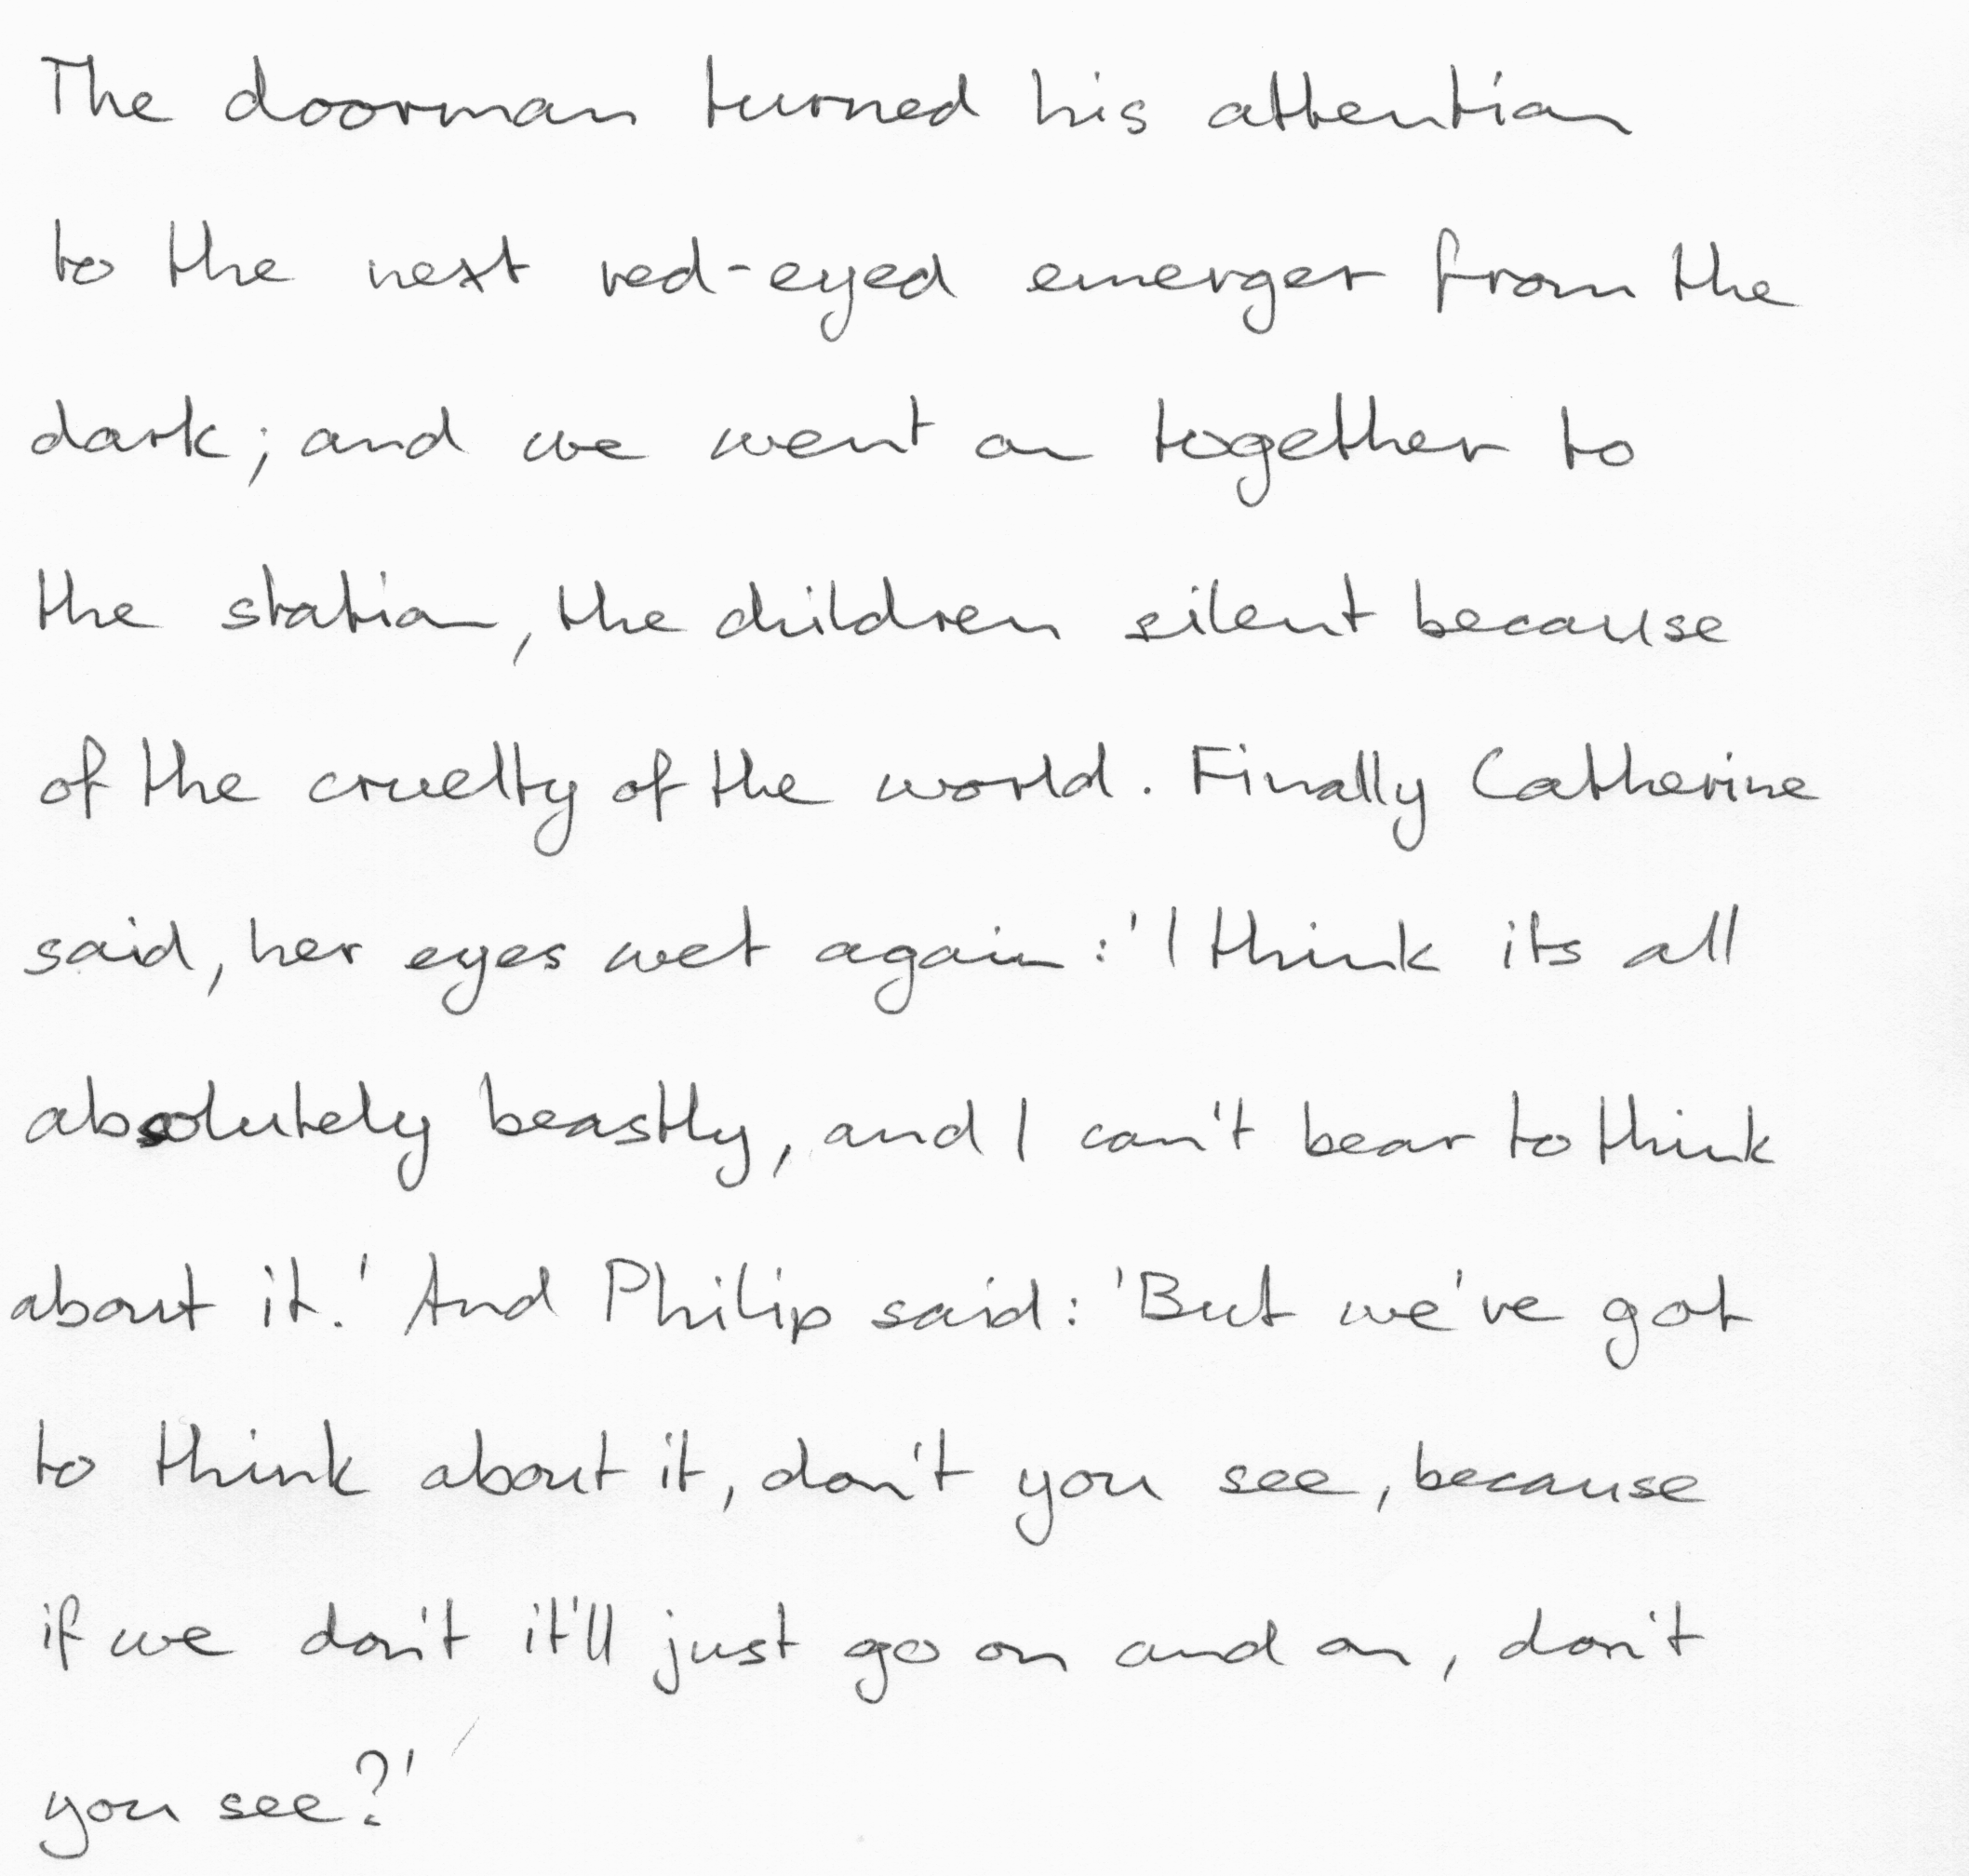 The doorman turned his attention
to the next red-eyed emerger from the
dark; and we went on together to
the station, the children silent because
of the cruelty of the world. Finally Catherine
said, her eyes wet again: 'I think its all
absolutely beastly, and I can't bear to think
about it.' And Philip said: 'But we've got
to think about it, don't you see, because
if we don't it'll just go on and on, don't
you see?'